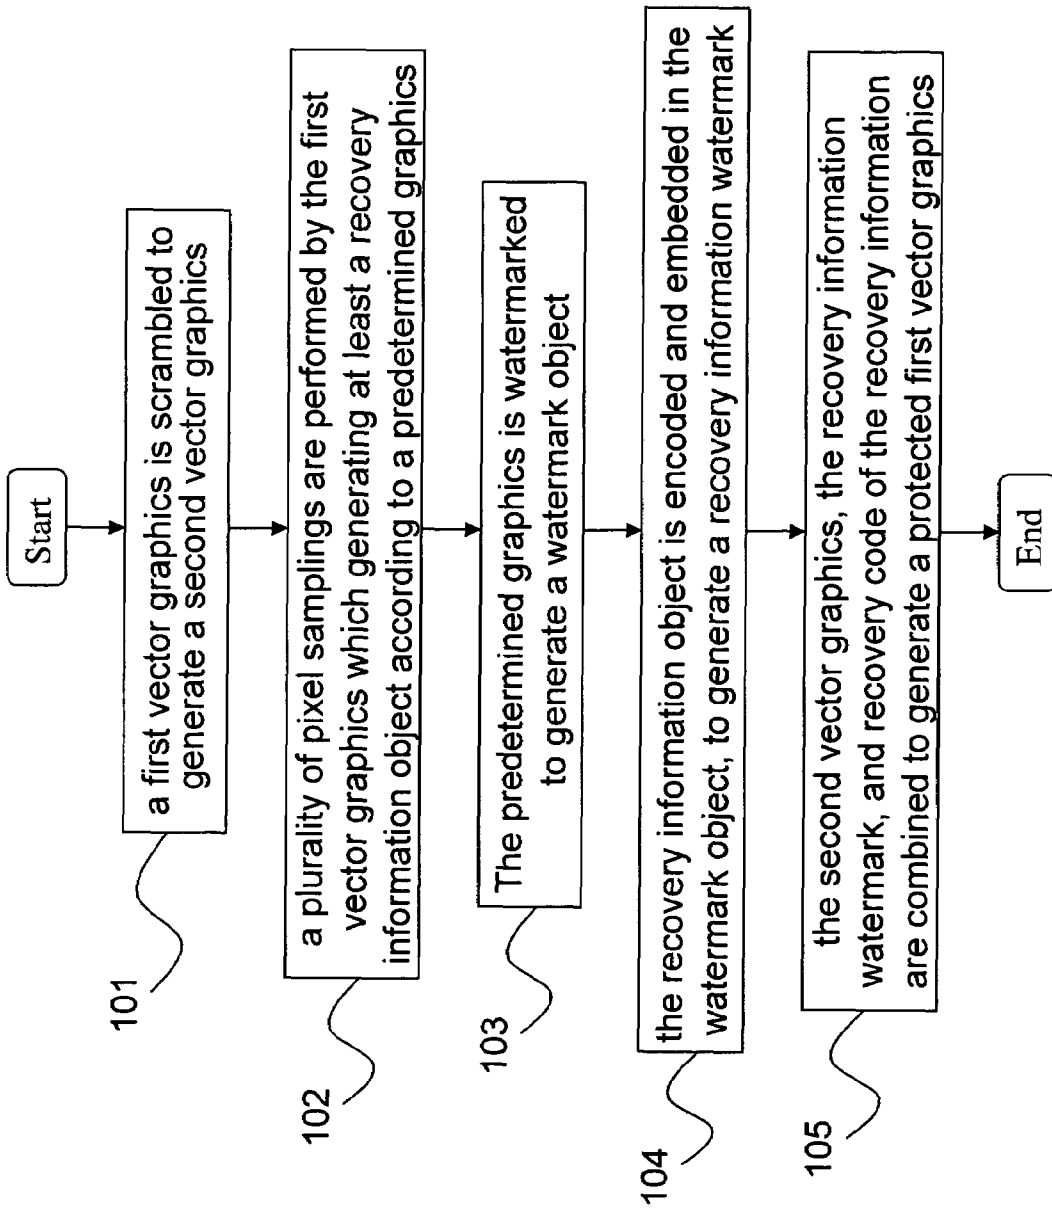 Start
101
a first vector graphics is scrambled to
generate a second vector graphics
102
a plurality of pixel samplings are performed by the first
vector graphics which generating at least a recovery
information object according to a predetermined graphics
103
The predetermined graphics is watermarked
to generate a watermark object
104
the recovery information object is encoded and embedded in the
watermark object, to generate a recovery information watermark
105
the second vector graphics, the recovery information
watermark, and recovery code of the recovery information
are combined to generate a protected first vector graphics
End